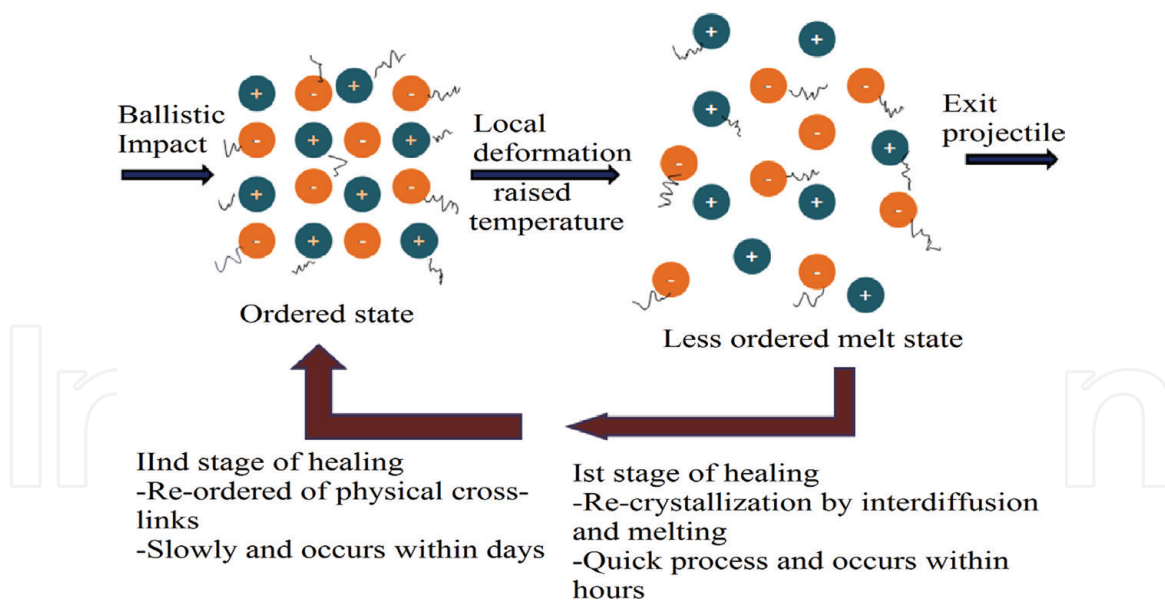 Ballistic
Impact
Local
deformation
raised
temperature
Exit
projectile
Ordered state
Less ordered melt state
IInd stage of healing
-Re-ordered of physical cross-
links
-Slowly and occurs within days
Ist stage of healing
-Re-crystallization by interdiffusion
and melting
-Quick process and occurs within
hours